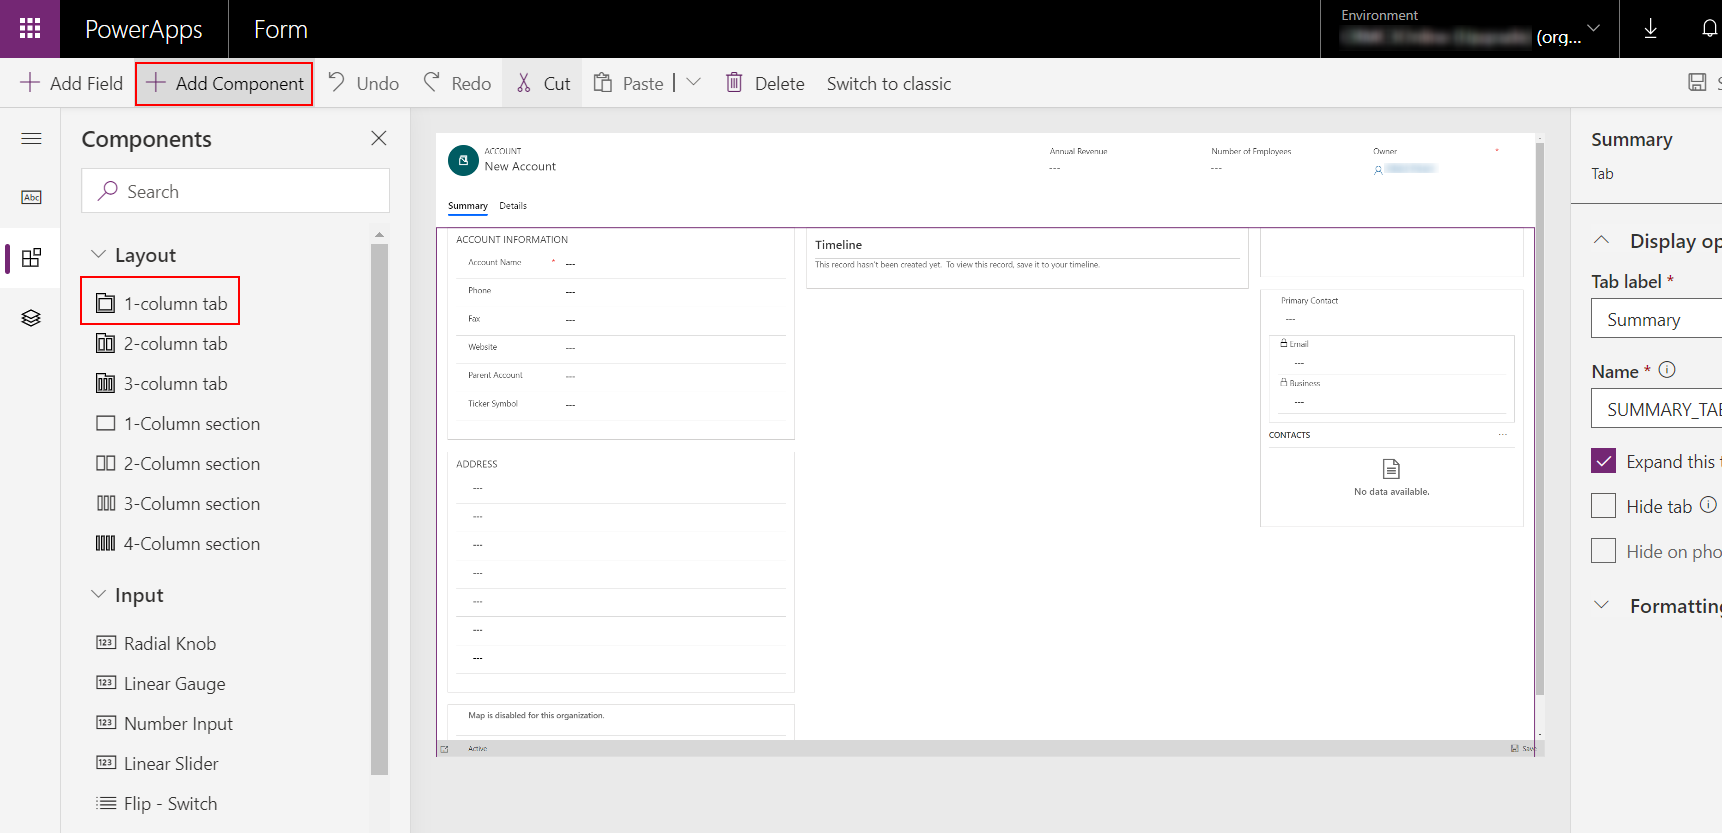 PowerApps
Form
Environment
(org...
Add Field
Add Component
Undo
Redo
Cut
Paste
Delete
Switch to classic
Components
Search
Layout
1-column tab
2-column tab
3-column tab
1-Column section
2-Column section
3-Column section
4-Column section
Input
Radial Knob
Linear Gauge
Number Input
Linear Slider
Flip - Switch
Abc
123
123
123
123
ACCOUNT
New Account
Annual Revenue
---
Number of Employees
---
Owner *
Summary Details
ACCOUNT INFORMATION
Account Name * ---
Phone ---
Fax ---
Website ---
Parent Account ---
Ticker Symbol ---
ADDRESS
---
---
---
---
---
---
---
Map is disabled for this organization.
Timeline
This record hasn't been created yet. To view this record, save it to your timeline.
Primary Contact
---
Email
---
Business
---
CONTACTS ...
No data available.
Active
Save
Summary
Tab
Display op
Tab label *
Summary
Name *
SUMMARY_TAB
Expand this t
Hide tab
Hide on pho
Formatting